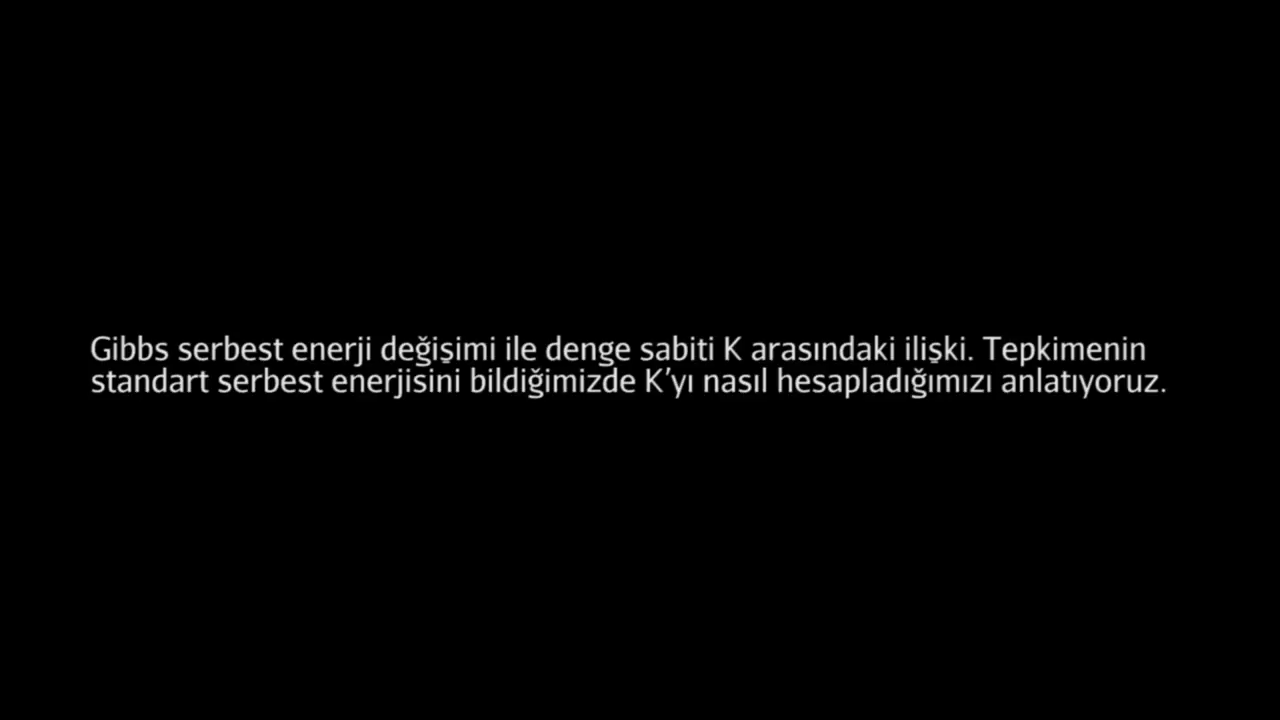 Gibbs serbest enerji değişimi ile denge sabiti K arasındaki ilişki. Tepkimenin
standart serbest enerjisini bildiğimizde K’yı nasıl hesapladığımızı anlatıyoruz.